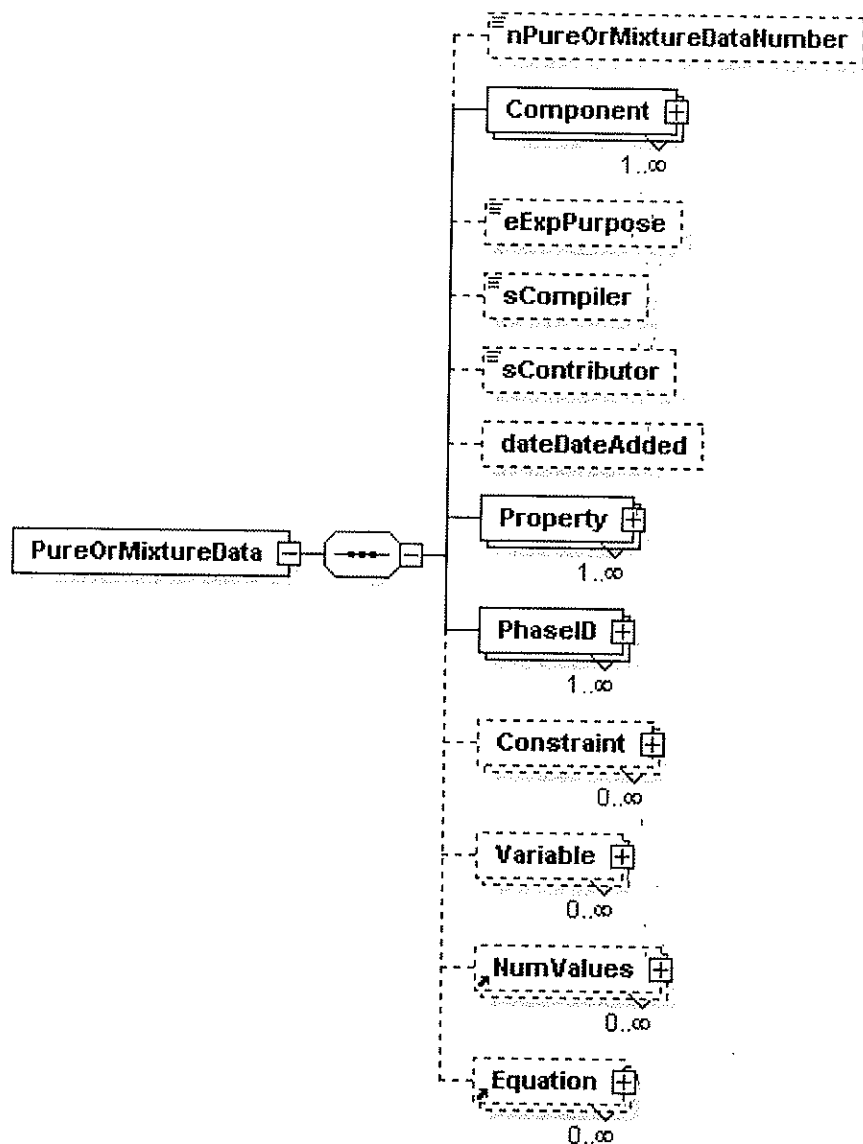 nPureOrMixtureDataNumber
Component
1..∞
eExpPurpose
sCompiler
sContributor
dateDateAdded
Property
1..∞
PureOrMixtureData
PhaseID
1..∞
Constraint
0..∞
Variable
0..∞
NumValues
0..∞
Equation
0..∞